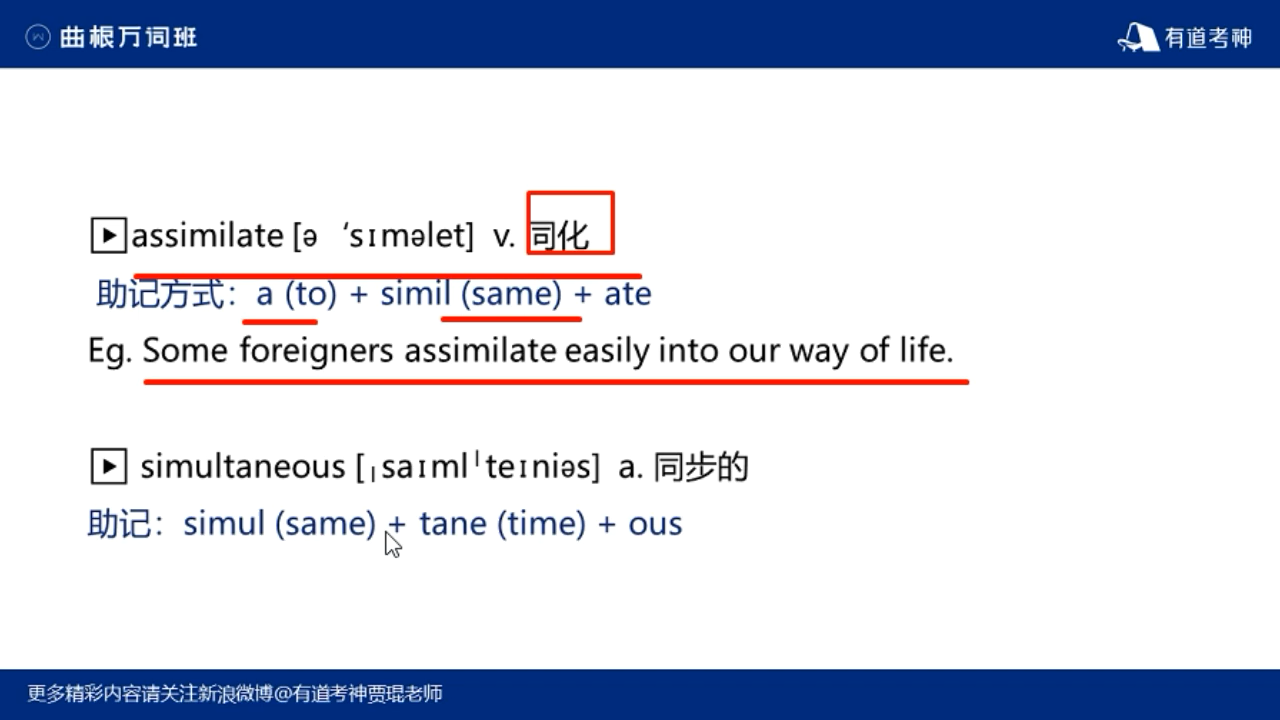 曲根万词班
有道考神
assimilate [ə ‘sɪməlet] v. 同化
助记方式：a (to) + simil (same) + ate
Eg. Some foreigners assimilate easily into our way of life.
simultaneous [ˌsaɪmlˈteɪniəs] a. 同步的
助记：simul (same) + tane (time) + ous
更多精彩内容请关注新浪微博@有道考神贾琨老师